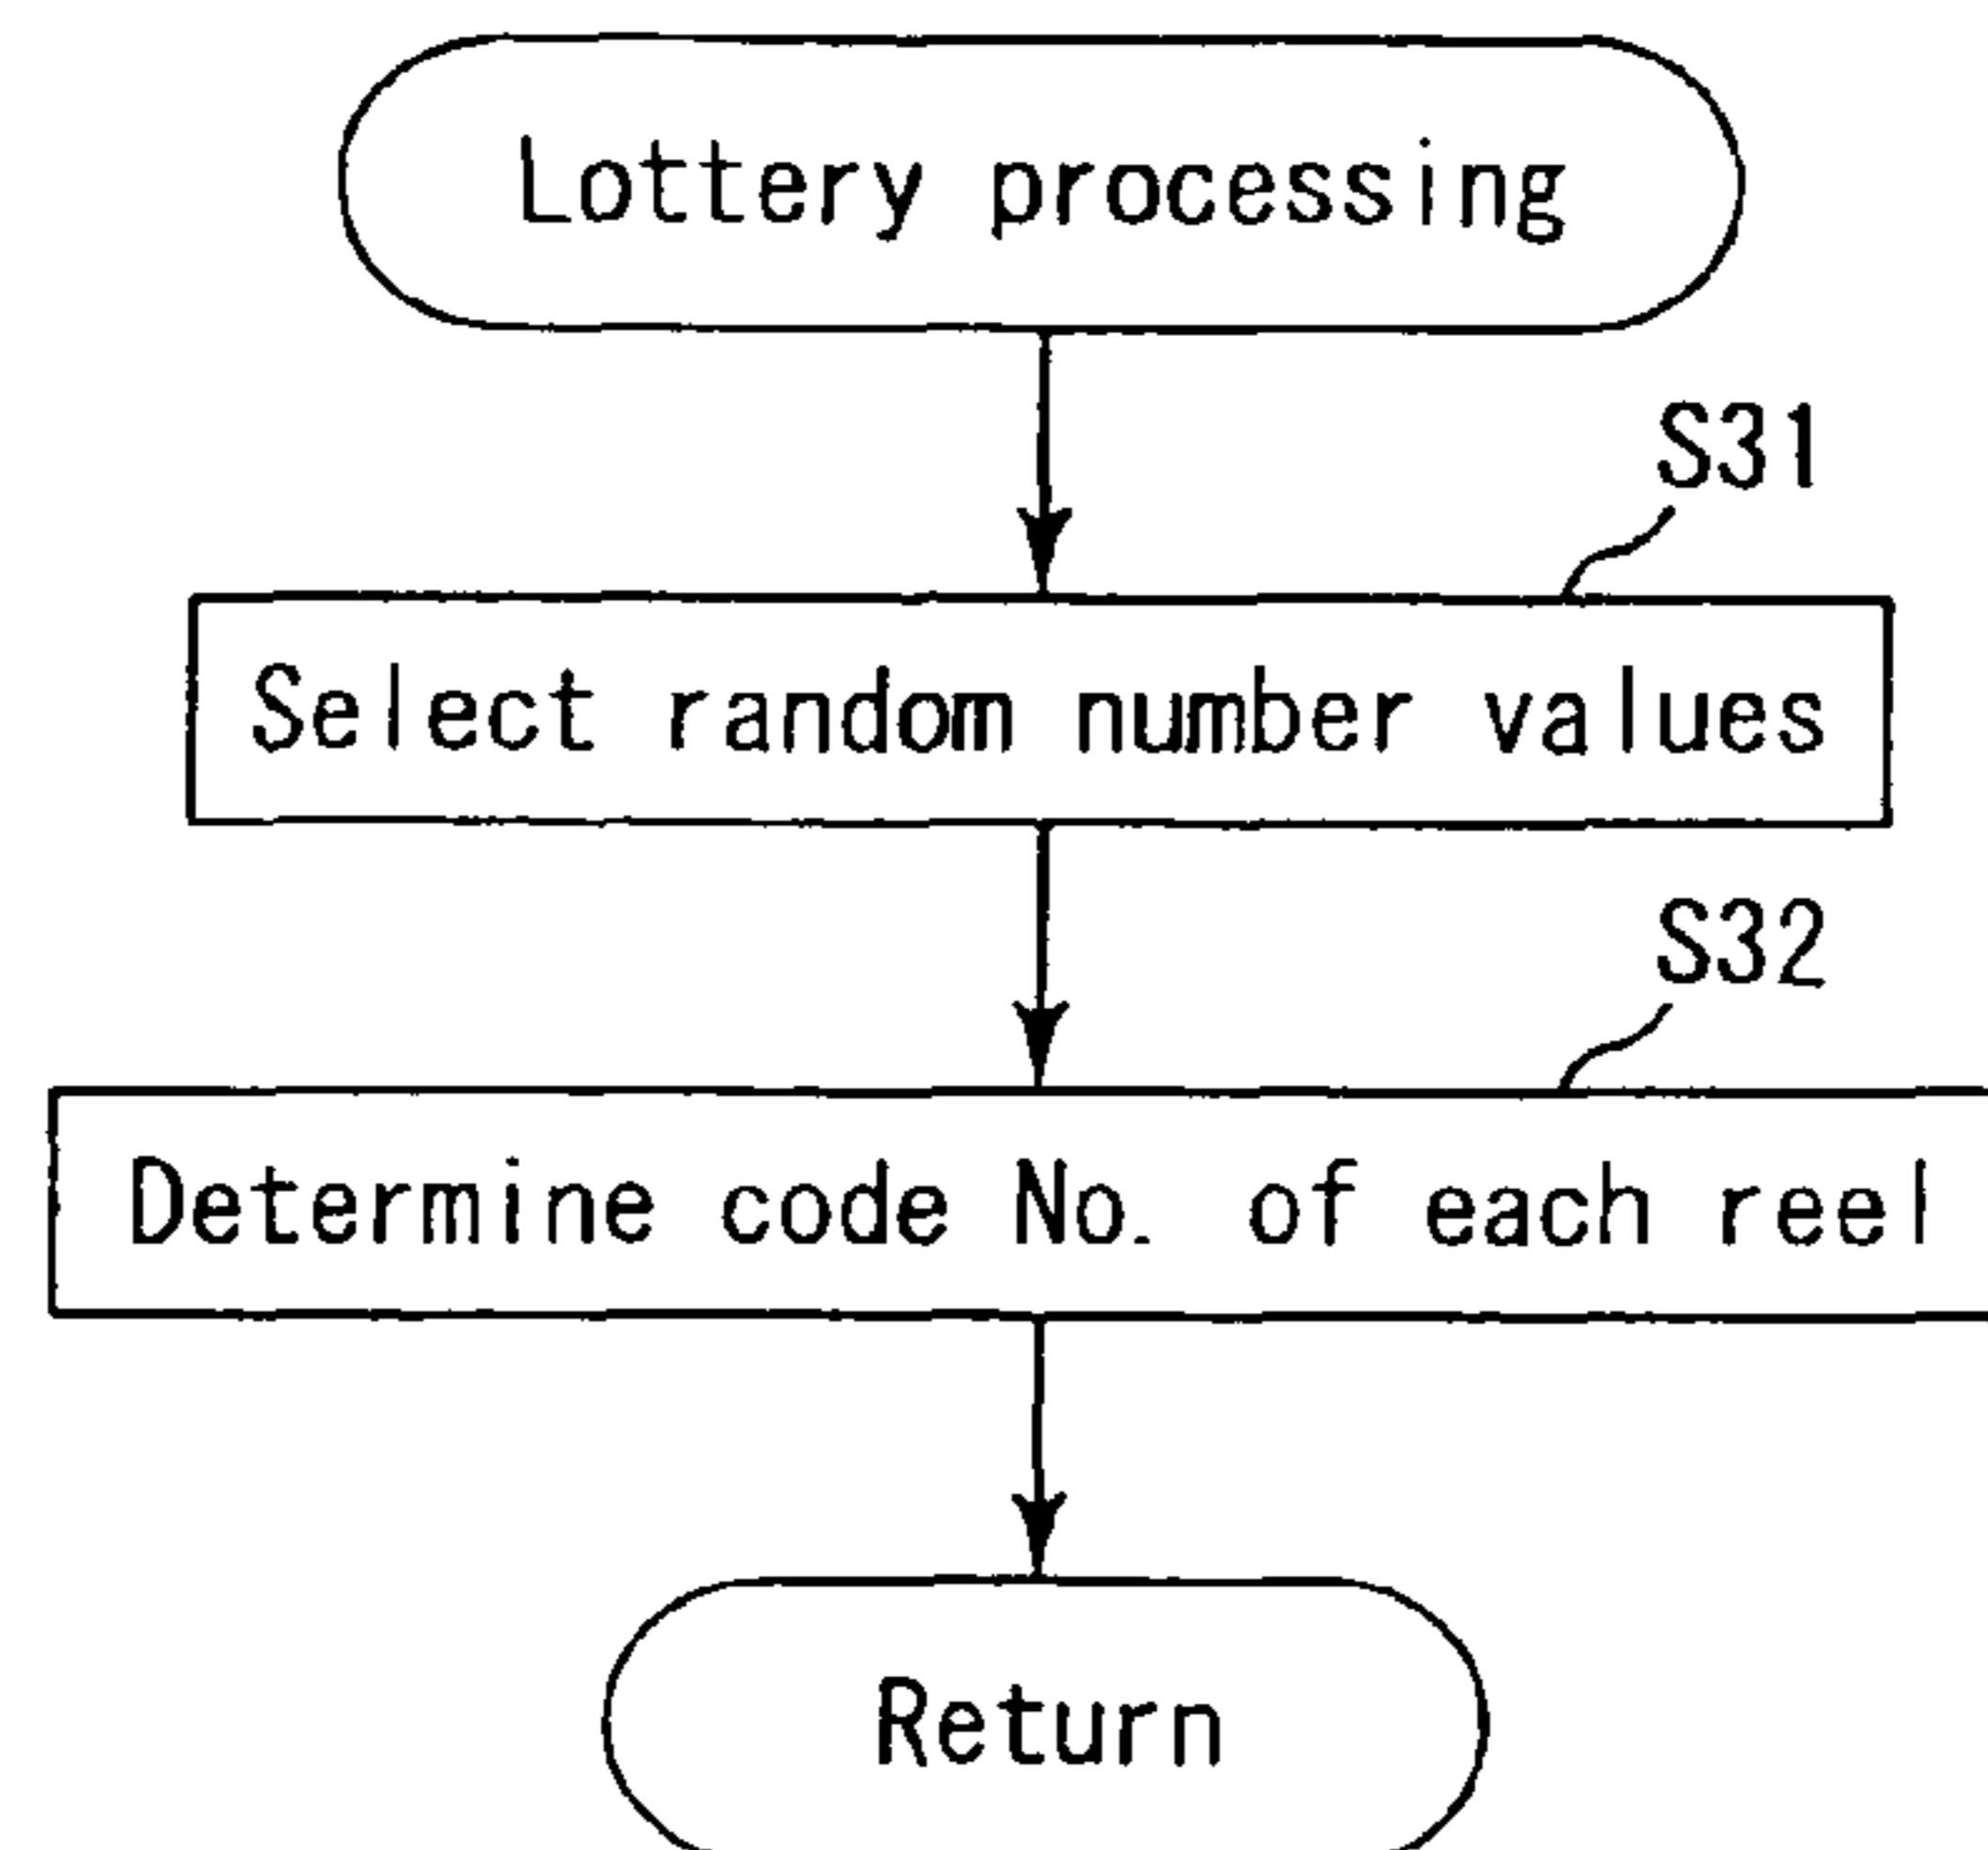 Lottery processing
S31
Select random number values
S32
Determine code No. of each reel
Return